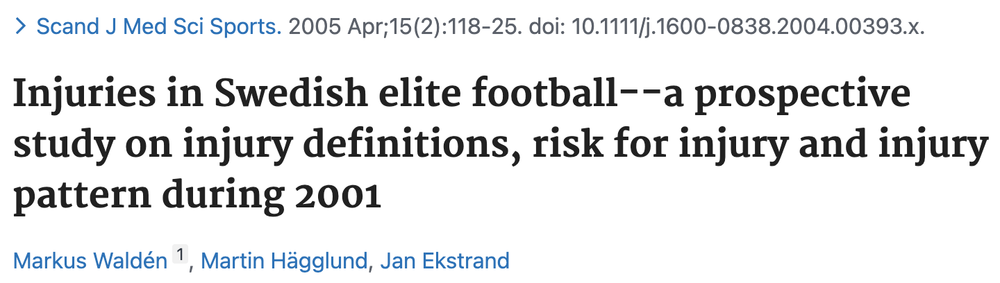 > Scand J Med Sci Sports. 2005 Apr;15(2):118-25. doi: 10.1111/j.1600-0838.2004.00393.x.
Injuries in Swedish elite football--a prospective
study on injury definitions, risk for injury and injury
pattern during 2001
Markus Waldén 1, Martin Hägglund, Jan Ekstrand